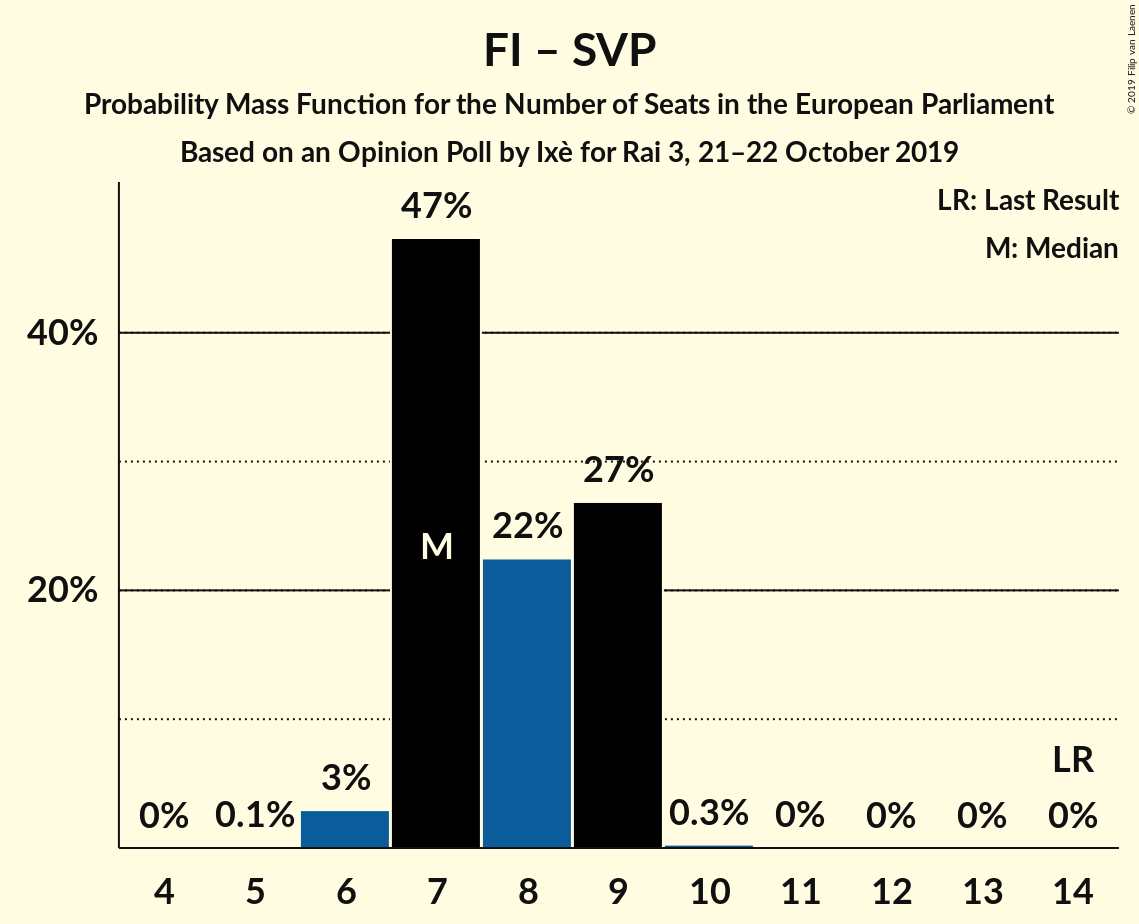 FI – SVP
Probability Mass Function for the Number of Seats in the European Parliament
Based on an Opinion Poll by Ixè for Rai 3, 21–22 October 2019
© 2019 Filip van Laenen
LR: Last Result
M: Median
47%
40%
27%
22%
M
20%
LR
3%
0% 0.1% 0.3% 0% 0% 0% 0%
4 5 6 7 8 9 10 11 12 13 14